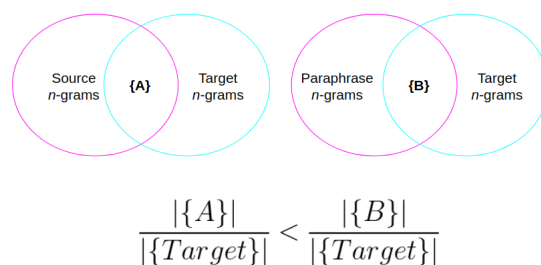 Source n-grams
{A}
Target n-grams
Paraphrase n-grams
{B}
Target n-grams
|{A}| / |{Target}| < |{B}| / |{Target}|